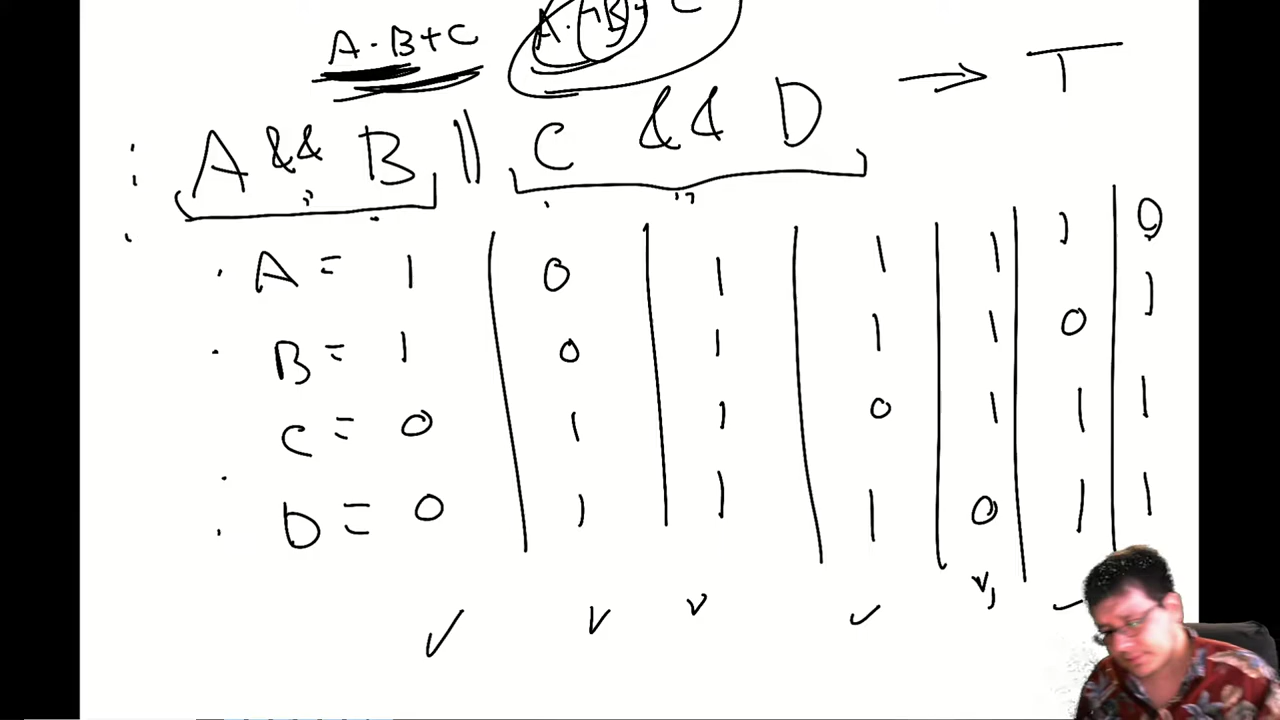 A·B+C A·¬B+C
A && B || C && D → T
A = 1 | 0 | 1 | 1 | 1 | 1 | 0
B = 1 | 0 | 1 | 1 | 1 | 0 | 1
C = 0 | 1 | 1 | 0 | 1 | 1 | 1
D = 0 | 1 | 1 | 1 | 0 | 1 | 1
✓ ✓ ✓ ✓ ✓ ✓